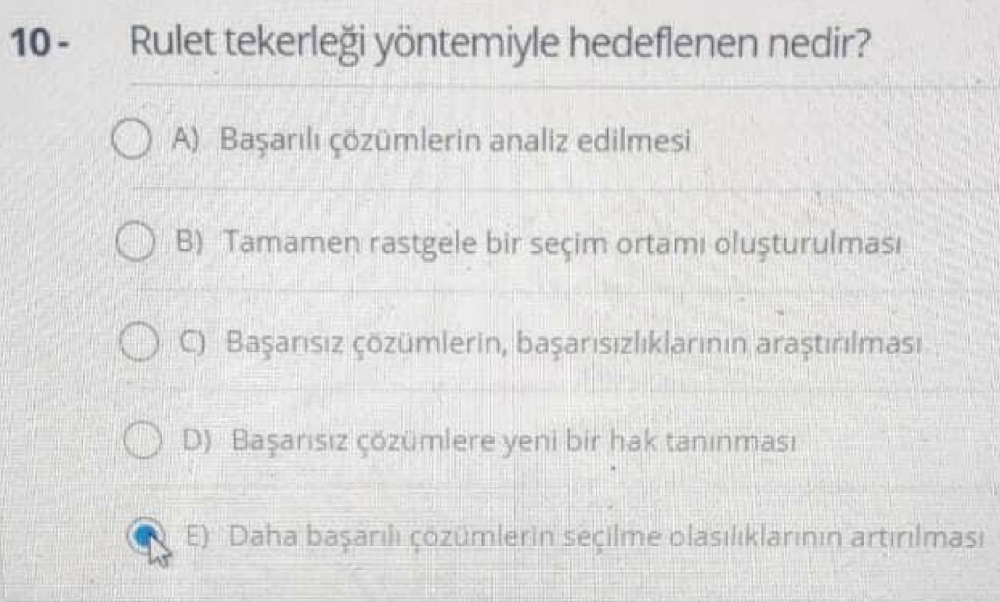 10- Rulet tekerleği yöntemiyle hedeflenen nedir?
A) Başarılı çözümlerin analiz edilmesi
B) Tamamen rastgele bir seçim ortamı oluşturulması
C) Başarısız çözümlerin, başarısızlıklarının araştırılması
D) Başarısız çözümlere yeni bir hak tanınması
E) Daha başarılı çözümlerin seçilme olasılıklarının artırılması